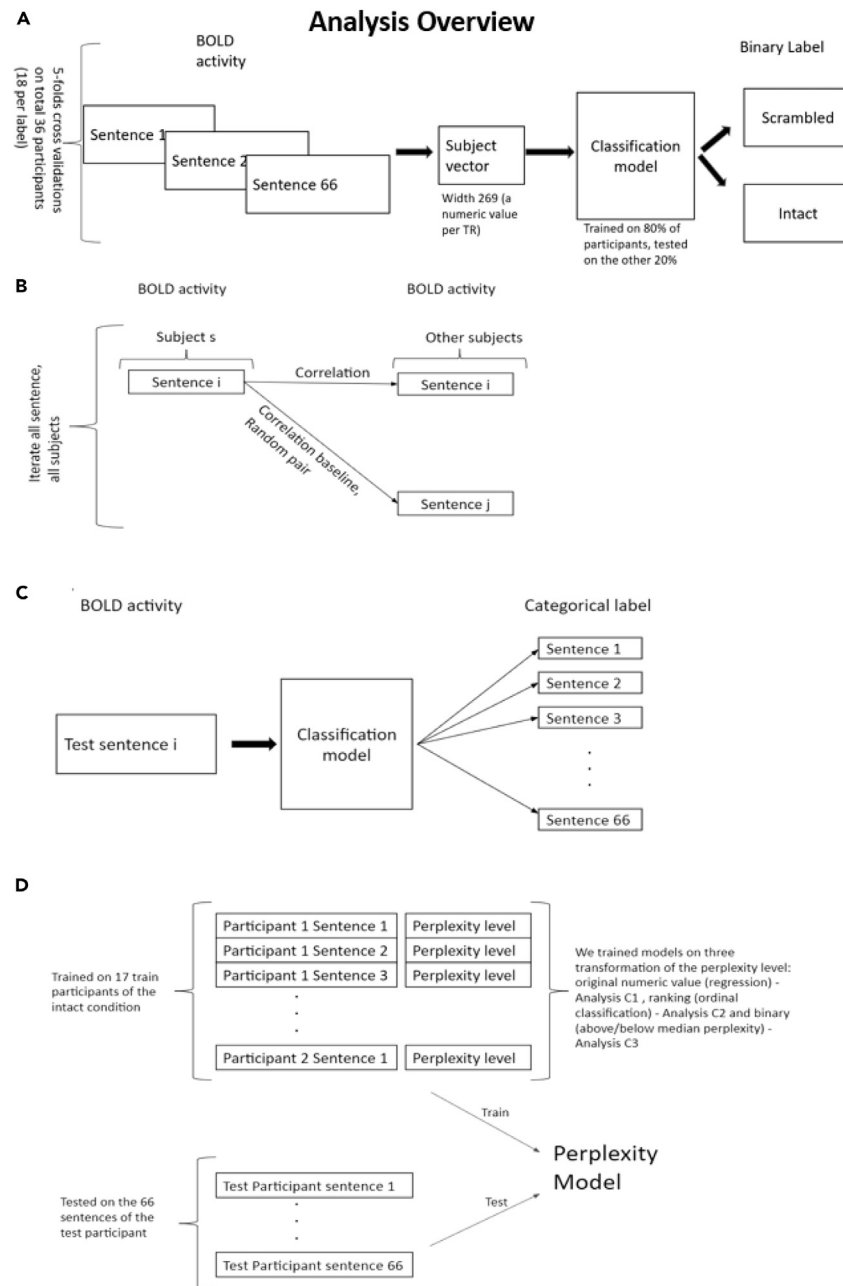 A
Analysis Overview
BOLD
activity
Binary Label
5-folds cross validations
on total 36 participants
(18 per label)
Sentence 1
Sentence 2
Sentence 66
Subject
vector
Width 269 (a
numeric value
per TR)
Classification
model
Trained on 80% of
participants, tested
on the other 20%
Scrambled
Intact
B
BOLD activity
BOLD activity
Iterate all sentence,
all subjects
Subject s
Other subjects
Sentence i
Correlation
Sentence i
Correlation baseline,
Random pair
Sentence j
C
BOLD activity
Categorical label
Test sentence i
Classification
model
Sentence 1
Sentence 2
Sentence 3
.
.
.
Sentence 66
D
Trained on 17 train
participants of the
intact condition
Participant 1 Sentence 1 Perplexity level
Participant 1 Sentence 2 Perplexity level
Participant 1 Sentence 3 Perplexity level
. .
. .
. .
Participant 2 Sentence 1 Perplexity level
We trained models on three
transformation of the perplexity level:
original numeric value (regression) -
Analysis C1 , ranking (ordinal
classification) - Analysis C2 and binary
(above/below median perplexity) -
Analysis C3
Train
Perplexity
Model
Test
Tested on the 66
sentences of the
test participant
Test Participant sentence 1
.
.
.
Test Participant sentence 66